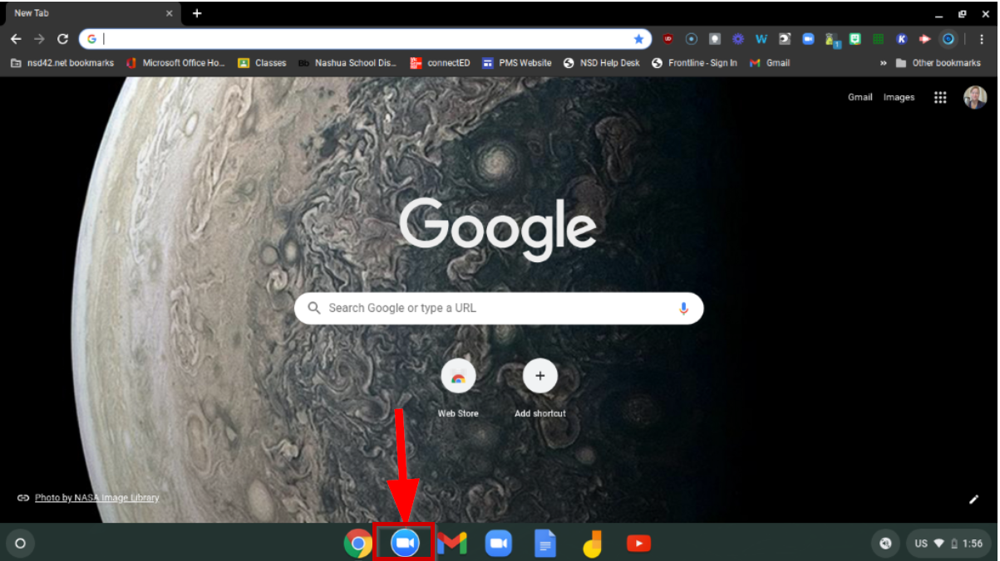 New Tab
nsd42.net bookmarks Microsoft Office Ho... Classes Bb Nashua School Dis... connectED PMS Website NSD Help Desk Frontline - Sign In Gmail » Other bookmarks
Gmail Images
Google
Search Google or type a URL
Web Store Add shortcut
Photo by NASA Image Library
US 1:56